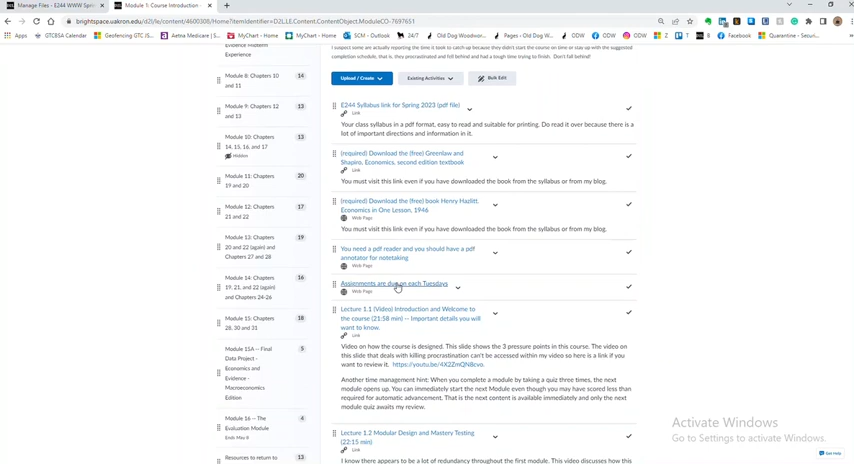 Manage Files - E244 WWW Sprin
Module 1: Course Introduction -
brightspace.uakron.edu/d2l/le/content/4600308/Home?itemIdentifier=D2L.LE.Content.ContentObject.ModuleCO-7697651
Apps GTCBSA Calendar Location Geofencing GTC IS... Aetna Medicare |S... MyChart - Home MyChart - Home SCM - Outlook 24/7 Old Dog Woodwor... Pages - Old Dog W... ODW ODW ODW Z T B Facebook Quarantine - Securi...
Evidence Midterm
Experience
Module 8: Chapters 10
and 11
14
Module 9: Chapters 12
and 13
13
Module 10: Chapters
14, 15, 16, and 17
Hidden
13
Module 11: Chapters
19 and 20
20
Module 12: Chapters
21 and 22
17
Module 13: Chapters
20 and 22 (again) and
Chapters 27 and 28
19
Module 14: Chapters
19, 21, and 22 (again)
and Chapters 24-26
16
Module 15: Chapters
28, 30 and 31
18
Module 15A -- Final
Data Project -
Economics and
Evidence -
Macroeconomics
Edition
5
Module 16 -- The
Evaluation Module
Ends May 8
4
Resources to return to
13
I suspect some are actually reporting the time it took to catch up because they didn't start the course on time or stay up with the suggested
completion schedule, that is, they procrastinated and fell behind and had a tough time trying to finish. Don't fall behind!
Upload / Create
Existing Activities
Bulk Edit
E244 Syllabus link for Spring 2023 (pdf file)
Link
Your class syllabus in a pdf format, easy to read and suitable for printing. Do read it over because there is a
lot of important directions and information in it.
(required) Download the (free) Greenlaw and
Shapiro, Economics, second edition textbook
Link
You must visit this link even if you have downloaded the book from the syllabus or from my blog.
(required) Download the (free) book Henry Hazlitt,
Economics in One Lesson, 1946
Web Page
You must visit this link even if you have downloaded the book from the syllabus or from my blog.
You need a pdf reader and you should have a pdf
annotator for notetaking
Web Page
Assignments are due on each Tuesdays
Web Page
Lecture 1.1 (Video) Introduction and Welcome to
the course (21:58 min) -- Important details you will
want to know.
Link
Video on how the course is designed. This slide shows the 3 pressure points in this course. The video on
this slide that deals with killing procrastination can't be accessed within my video so here is a link if you
want to review it. https://youtu.be/4X2ZmQN8cvo.
Another time management hint: When you complete a module by taking a quiz three times, the next
module opens up. You can immediately start the next Module even though you may have scored less than
required for automatic advancement. That is the next content is available immediately and only the next
module quiz awaits my review.
Lecture 1.2 Modular Design and Mastery Testing
(22:15 min)
Link
I know there appears to be a lot of redundancy throughout the first module. This video discusses how this
Activate Windows
Go to Settings to activate Windows.
Get Help